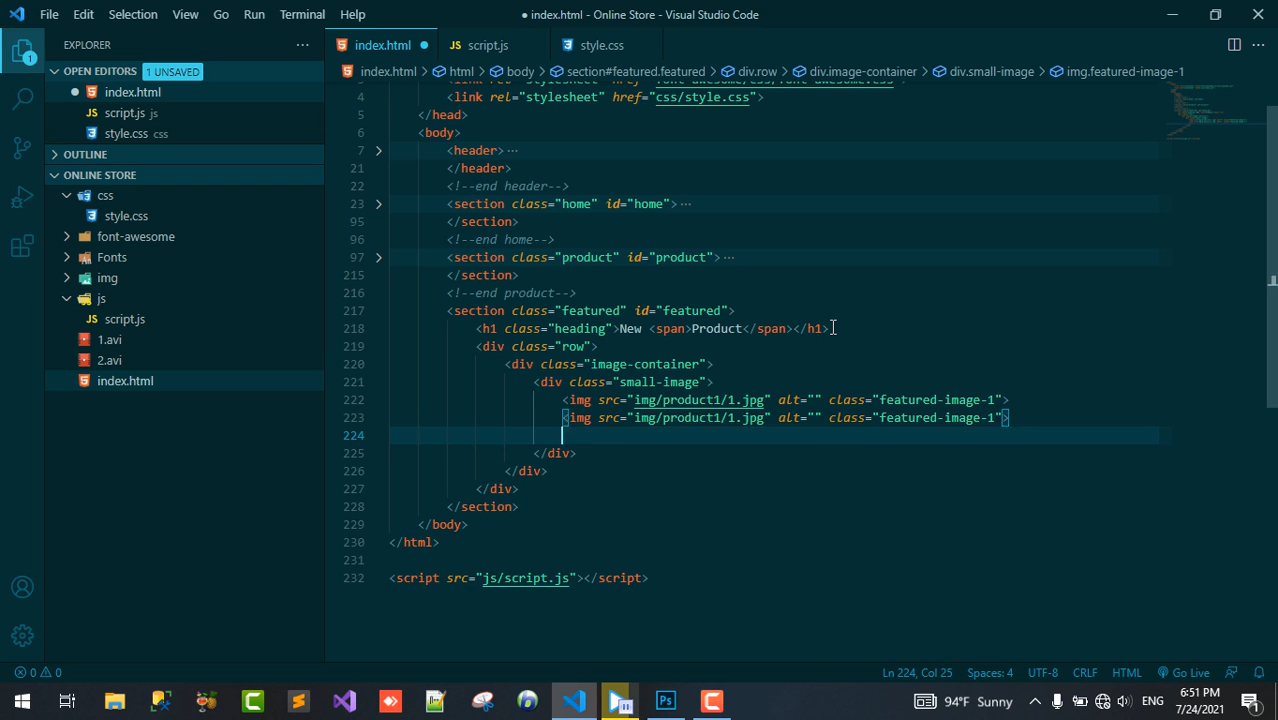 File Edit Selection View Go Run Terminal Help
● index.html - Online Store - Visual Studio Code
EXPLORER ···
index.html ●
script.js
style.css
OPEN EDITORS 1 UNSAVED
● index.html
script.js js
style.css css
OUTLINE
ONLINE STORE
css
style.css
font-awesome
Fonts
img
js
script.js
1.avi
2.avi
index.html
index.html > html > body > section#featured.featured > div.row > div.image-container > div.small-image > img.featured-image-1
4 <link rel="stylesheet" href="css/style.css">
5 </head>
6 <body>
7 <header>···
21 </header>
22 <!--end header-->
23 <section class="home" id="home">···
95 </section>
96 <!--end home-->
97 <section class="product" id="product">···
215 </section>
216 <!--end product-->
217 <section class="featured" id="featured">
218 <h1 class="heading">New <span>Product</span></h1>
219 <div class="row">
220 <div class="image-container">
221 <div class="small-image">
222 <img src="img/product1/1.jpg" alt="" class="featured-image-1">
223 <img src="img/product1/1.jpg" alt="" class="featured-image-1">
224
225 </div>
226 </div>
227 </div>
228 </section>
229 </body>
230 </html>
231
232 <script src="js/script.js"></script>
0 0
Ln 224, Col 25 Spaces: 4 UTF-8 CRLF HTML Go Live
94°F Sunny
ENG
6:51 PM
7/24/2021